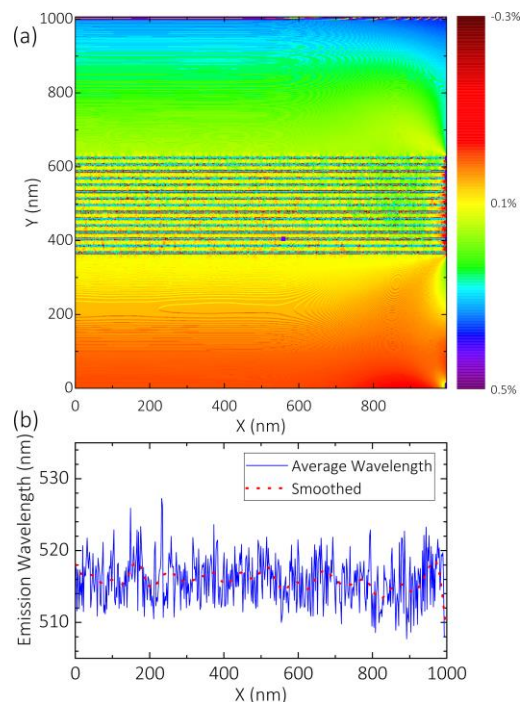 (a)
1000
800
600
400
200
0
Y (nm)
0 200 400 600 800
X (nm)
-0.3%
0.1%
0.5%
(b)
Average Wavelength
Smoothed
530
520
510
Emission Wavelength (nm)
0 200 400 600 800 1000
X (nm)